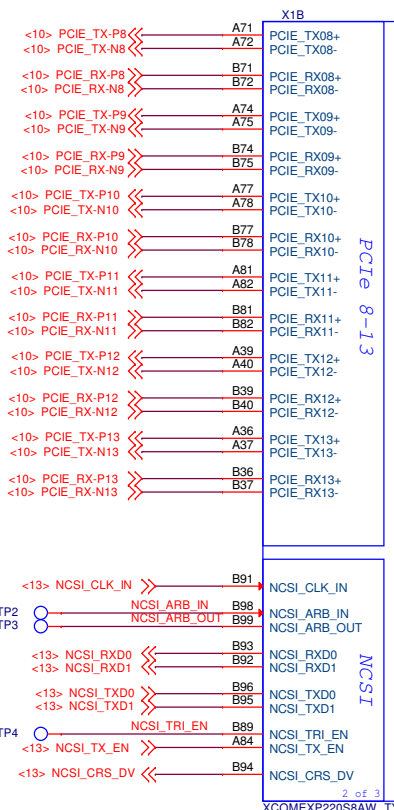 X1B
<10> PCIE_TX-P8 A71 PCIE_TX08+
<10> PCIE_TX-N8 A72 PCIE_TX08-
<10> PCIE_RX-P8 B71 PCIE_RX08+
<10> PCIE_RX-N8 B72 PCIE_RX08-
<10> PCIE_TX-P9 A74 PCIE_TX09+
<10> PCIE_TX-N9 A75 PCIE_TX09-
<10> PCIE_RX-P9 B74 PCIE_RX09+
<10> PCIE_RX-N9 B75 PCIE_RX09-
<10> PCIE_TX-P10 A77 PCIE_TX10+
<10> PCIE_TX-N10 A78 PCIE_TX10-
<10> PCIE_RX-P10 B77 PCIE_RX10+
<10> PCIE_RX-N10 B78 PCIE_RX10-
<10> PCIE_TX-P11 A81 PCIE_TX11+
<10> PCIE_TX-N11 A82 PCIE_TX11-
<10> PCIE_RX-P11 B81 PCIE_RX11+
<10> PCIE_RX-N11 B82 PCIE_RX11-
<10> PCIE_TX-P12 A39 PCIE_TX12+
<10> PCIE_TX-N12 A40 PCIE_TX12-
<10> PCIE_RX-P12 B39 PCIE_RX12+
<10> PCIE_RX-N12 B40 PCIE_RX12-
<10> PCIE_TX-P13 A36 PCIE_TX13+
<10> PCIE_TX-N13 A37 PCIE_TX13-
<10> PCIE_RX-P13 B36 PCIE_RX13+
<10> PCIE_RX-N13 B37 PCIE_RX13-
PCIe 8-13
<13> NCSI_CLK_IN B91 NCSI_CLK_IN
TP2 NCSI_ARB_IN B98 NCSI_ARB_IN
TP3 NCSI_ARB_OUT B99 NCSI_ARB_OUT
<13> NCSI_RXD0 B93 NCSI_RXD0
<13> NCSI_RXD1 B92 NCSI_RXD1
<13> NCSI_TXD0 B96 NCSI_TXD0
<13> NCSI_TXD1 B95 NCSI_TXD1
TP4 NCSI_TRI_EN B89 NCSI_TRI_EN
<13> NCSI_TX_EN A84 NCSI_TX_EN
<13> NCSI_CRS_DV B94 NCSI_CRS_DV
NCSI
2 of 3
XCOMEXP220S8AW_TY